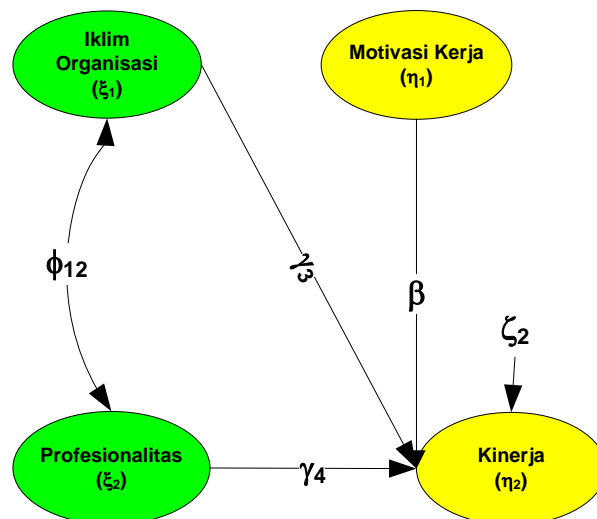 Iklim
Organisasi
(ξ₁)
Motivasi Kerja
(η₁)
ϕ₁₂
γ₃
β
ζ₂
Profesionalitas
(ξ₂)
γ₄
Kinerja
(η₂)